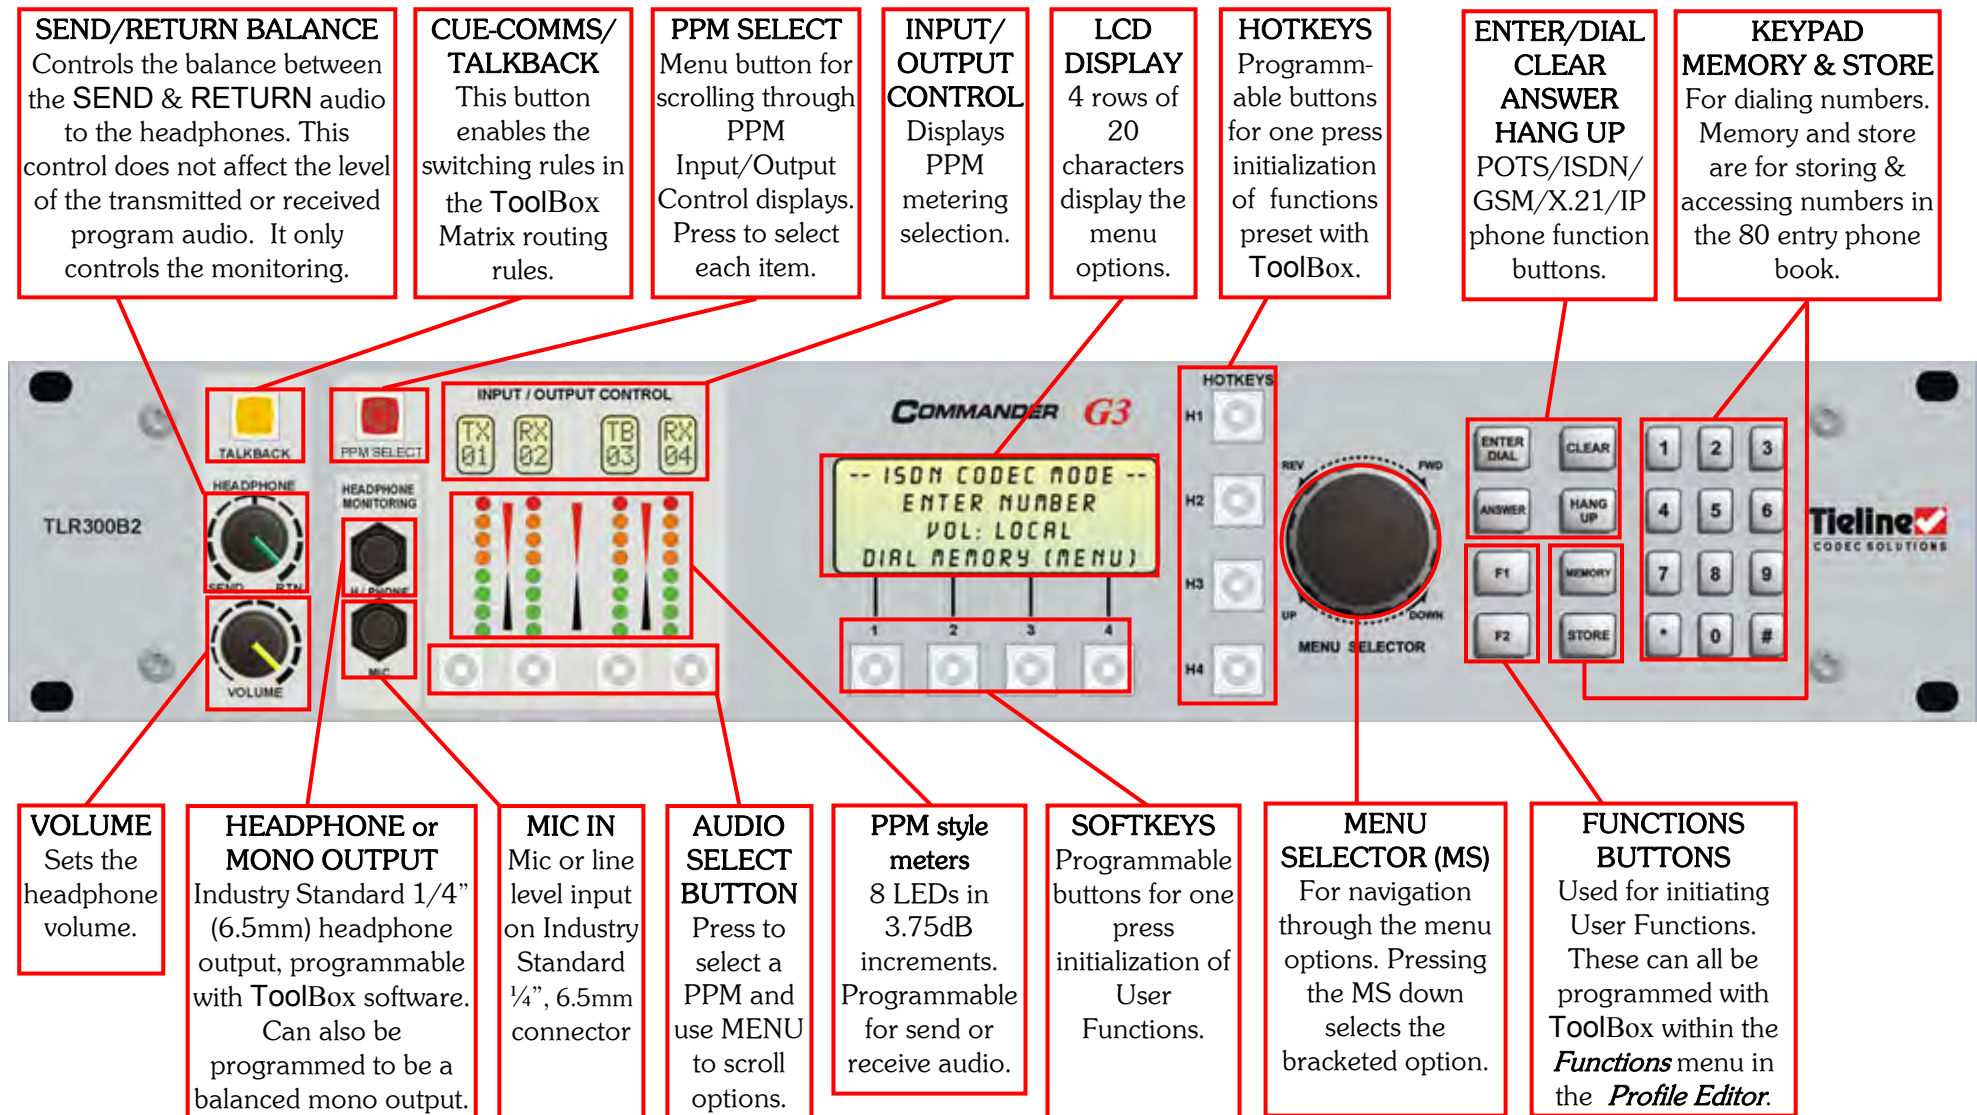 SEND/RETURN BALANCE
Controls the balance between
the SEND & RETURN audio
to the headphones. This
control does not affect the level
of the transmitted or received
program audio.  It only
controls the monitoring.
CUE-COMMS/
TALKBACK
This button
enables the
switching rules in
the ToolBox
Matrix routing
rules.
PPM SELECT
Menu button for
scrolling through
PPM
Input/Output
Control displays.
Press to select
each item.
INPUT/
OUTPUT
CONTROL
Displays
PPM
metering
selection.
LCD
DISPLAY
4 rows of
20
characters
display the
menu
options.
HOTKEYS
Programm-
able buttons
for one press
initialization
of  functions
preset with
ToolBox.
ENTER/DIAL
CLEAR
ANSWER
HANG UP
POTS/ISDN/
GSM/X.21/IP
phone function
buttons.
KEYPAD
MEMORY & STORE
For dialing numbers.
Memory and store
are for storing &
accessing numbers in
the 80 entry phone
book.
TLR300B2
TALKBACK
HEADPHONE
SEND RTN
VOLUME
PPM SELECT
HEADPHONE
MONITORING
H / PHONE
MIC
INPUT / OUTPUT CONTROL
TX RX TB RX
01 02 03 04
COMMANDER G3
-- ISDN CODEC MODE --
ENTER NUMBER
VOL: LOCAL
DIAL MEMORY (MENU)
1 2 3 4
HOTKEYS
H1
H2
H3
H4
REV FWD
UP DOWN
MENU SELECTOR
ENTER
DIAL
CLEAR
ANSWER
HANG
UP
F1
MEMORY
F2
STORE
1 2 3
4 5 6
7 8 9
* 0 #
Tieline
CODEC SOLUTIONS
VOLUME
Sets the
headphone
volume.
HEADPHONE or
MONO OUTPUT
Industry Standard 1/4”
(6.5mm) headphone
output, programmable
with ToolBox software.
Can also be
programmed to be a
balanced mono output.
MIC IN
Mic or line
level input
on Industry
Standard
¼”, 6.5mm
connector
AUDIO
SELECT
BUTTON
Press to
select a
PPM and
use MENU
to scroll
options.
PPM style
meters
8 LEDs in
3.75dB
increments.
Programmable
for send or
receive audio.
SOFTKEYS
Programmable
buttons for one
press
initialization of
User
Functions.
MENU
SELECTOR (MS)
For navigation
through the menu
options. Pressing
the MS down
selects the
bracketed option.
FUNCTIONS
BUTTONS
Used for initiating
User Functions.
These can all be
programmed with
ToolBox within the
Functions menu in
the  Profile Editor.